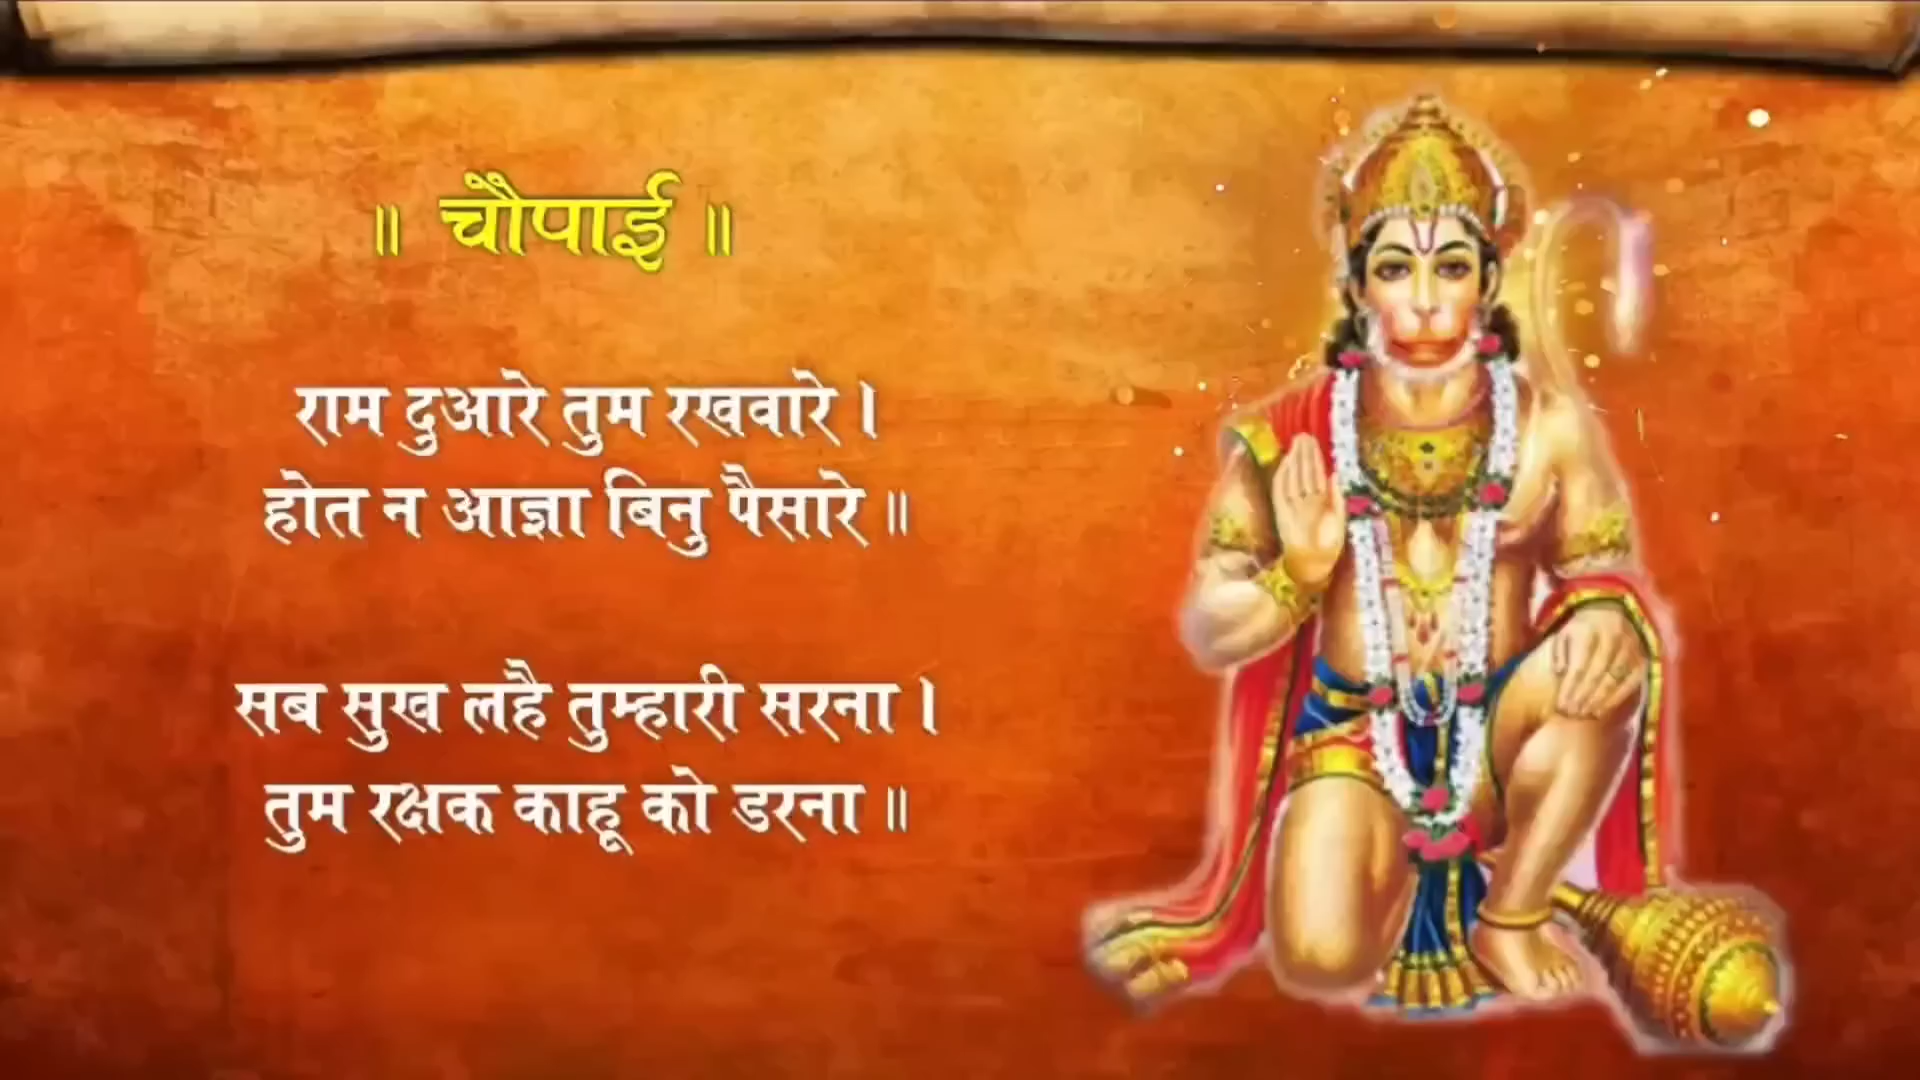 ॥ चौपाई ॥
राम दुआरे तुम रखवारे ।
होत न आज्ञा बिनु पैसारे ॥
सब सुख लहै तुम्हारी सरना ।
तुम रक्षक काहू को डरना ॥